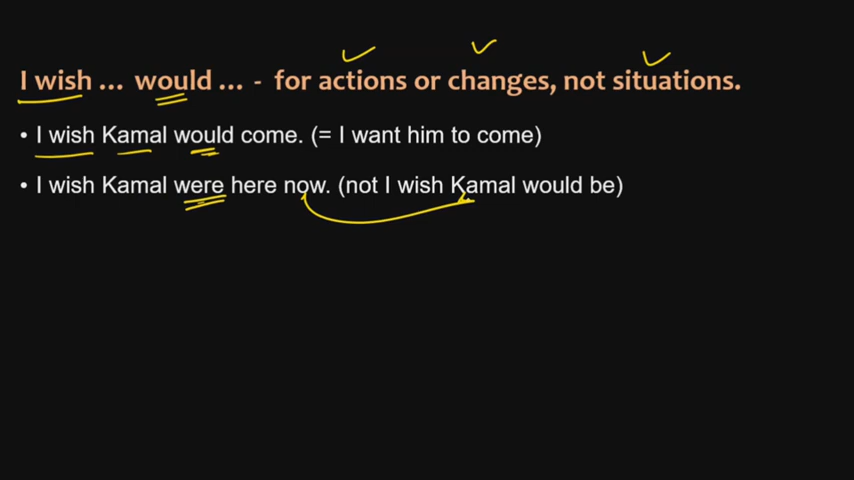 I wish ... would ... - for actions or changes, not situations.
• I wish Kamal would come. (= I want him to come)
• I wish Kamal were here now. (not I wish Kamal would be)